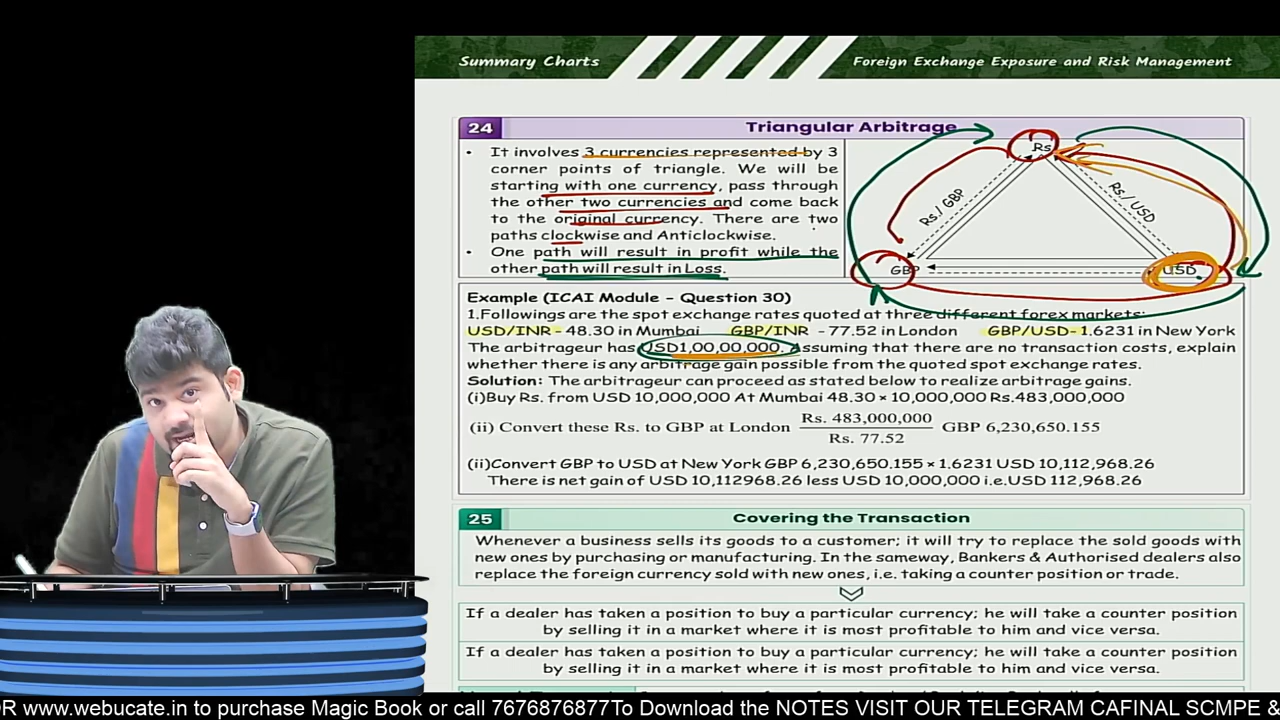 Summary Charts
Foreign Exchange Exposure and Risk Management
24
Triangular Arbitrage
• It involves 3 currencies represented by 3
corner points of triangle. We will be
starting with one currency, pass through
the other two currencies and come back
to the original currency. There are two
paths clockwise and Anticlockwise.
• One path will result in profit while the
other path will result in Loss.
Rs
Rs / GBP
Rs / USD
GBP
USD
Example (ICAI Module – Question 30)
1.Followings are the spot exchange rates quoted at three different forex markets:
USD/INR - 48.30 in Mumbai GBP/INR - 77.52 in London GBP/USD- 1.6231 in New York
The arbitrageur has USD1,00,00,000. Assuming that there are no transaction costs, explain
whether there is any arbitrage gain possible from the quoted spot exchange rates.
Solution: The arbitrageur can proceed as stated below to realize arbitrage gains.
(i)Buy Rs. from USD 10,000,000 At Mumbai 48.30 × 10,000,000 Rs.483,000,000
(ii) Convert these Rs. to GBP at London Rs. 483,000,000 GBP 6,230,650.155
Rs. 77.52
(ii)Convert GBP to USD at New York GBP 6,230,650.155 × 1.6231 USD 10,112,968.26
There is net gain of USD 10,112968.26 less USD 10,000,000 i.e.USD 112,968.26
25
Covering the Transaction
Whenever a business sells its goods to a customer; it will try to replace the sold goods with
new ones by purchasing or manufacturing. In the sameway, Bankers & Authorised dealers also
replace the foreign currency sold with new ones, i.e. taking a counter position or trade.
If a dealer has taken a position to buy a particular currency; he will take a counter position
by selling it in a market where it is most profitable to him and vice versa.
If a dealer has taken a position to buy a particular currency; he will take a counter position
by selling it in a market where it is most profitable to him and vice versa.
OR www.webucate.in to purchase Magic Book or call 7676876877To Download the NOTES VISIT OUR TELEGRAM CAFINAL SCMPE &